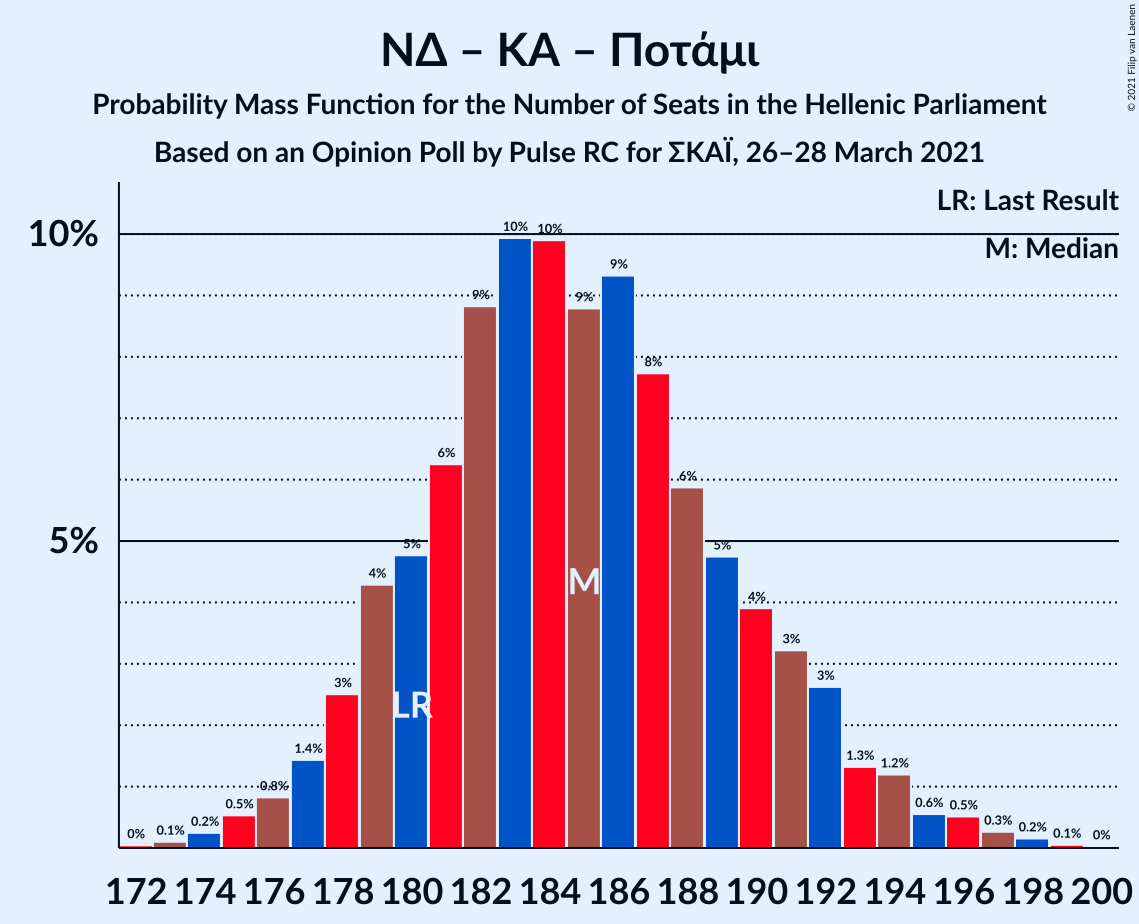 ΝΔ – ΚΑ – Ποτάμι
Probability Mass Function for the Number of Seats in the Hellenic Parliament
Based on an Opinion Poll by Pulse RC for ΣΚΑΪ, 26–28 March 2021
© 2021 Filip van Laenen
LR: Last Result
M: Median
10%
5%
0% 0.1% 0.2% 0.5% 0.8% 1.4% 3% 4% 5% 6% 9% 10% 10% 9% 9% 8% 6% 5% 4% 3% 3% 1.3% 1.2% 0.6% 0.5% 0.3% 0.2% 0.1% 0%
M
LR
172 174 176 178 180 182 184 186 188 190 192 194 196 198 200